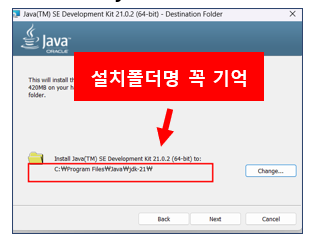 Java(TM) SE Development Kit 21.0.2 (64-bit) - Destination Folder
Java
ORACLE
This will install th
420MB on your h
folder.
설치폴더명 꼭 기억
Install Java(TM) SE Development Kit 21.0.2 (64-bit) to:
C:₩Program Files₩Java₩jdk-21₩
Change...
Back
Next
Cancel